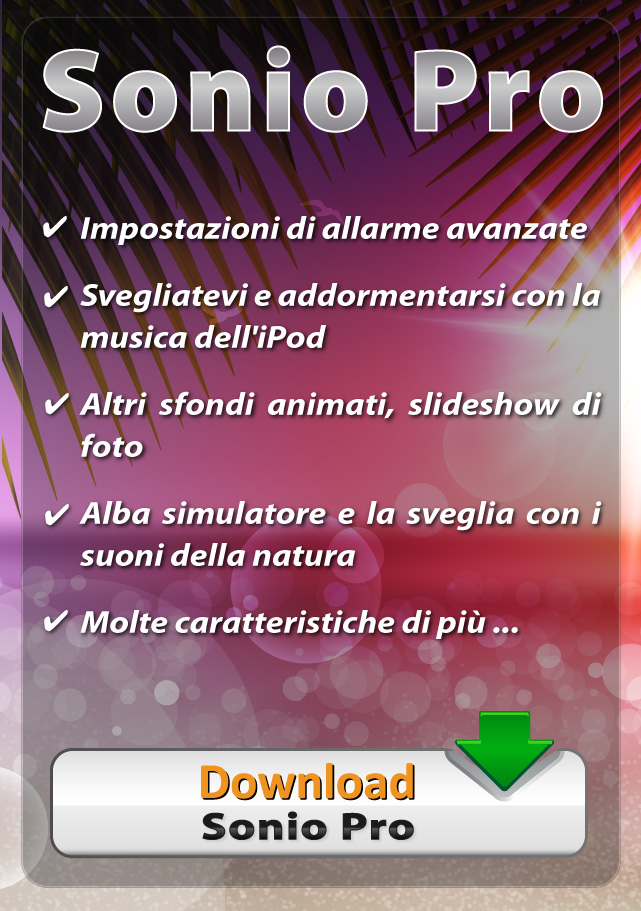 Sonio Pro
✔ Impostazioni di allarme avanzate
✔ Svegliatevi e addormentarsi con la
musica dell'iPod
✔ Altri sfondi animati, slideshow di
foto
✔ Alba simulatore e la sveglia con i
suoni della natura
✔ Molte caratteristiche di più ...
Download
Sonio Pro